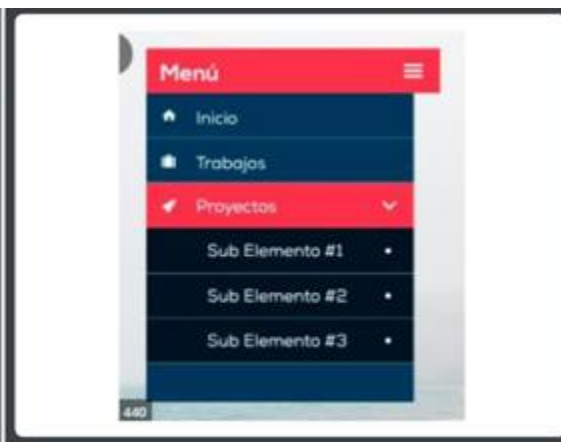 Menú
Inicio
Trabajos
Proyectos
Sub Elemento #1
Sub Elemento #2
Sub Elemento #3
440